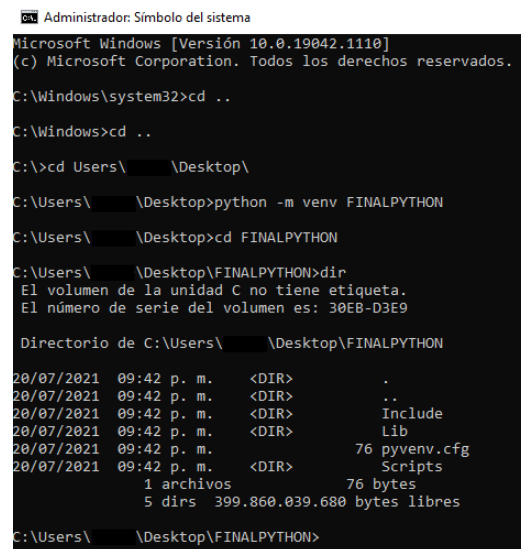 Administrador: Símbolo del sistema
Microsoft Windows [Versión 10.0.19042.1110]
(c) Microsoft Corporation. Todos los derechos reservados.
C:\Windows\system32>cd ..
C:\Windows>cd ..
C:\>cd Users\ \Desktop\
C:\Users\ \Desktop>python -m venv FINALPYTHON
C:\Users\ \Desktop>cd FINALPYTHON
C:\Users\ \Desktop\FINALPYTHON>dir
El volumen de la unidad C no tiene etiqueta.
El número de serie del volumen es: 30EB-D3E9
Directorio de C:\Users\ \Desktop\FINALPYTHON
20/07/2021 09:42 p. m. <DIR> .
20/07/2021 09:42 p. m. <DIR> ..
20/07/2021 09:42 p. m. <DIR> Include
20/07/2021 09:42 p. m. <DIR> Lib
20/07/2021 09:42 p. m. 76 pyvenv.cfg
20/07/2021 09:42 p. m. <DIR> Scripts
1 archivos 76 bytes
5 dirs 399.860.039.680 bytes libres
C:\Users\ \Desktop\FINALPYTHON>